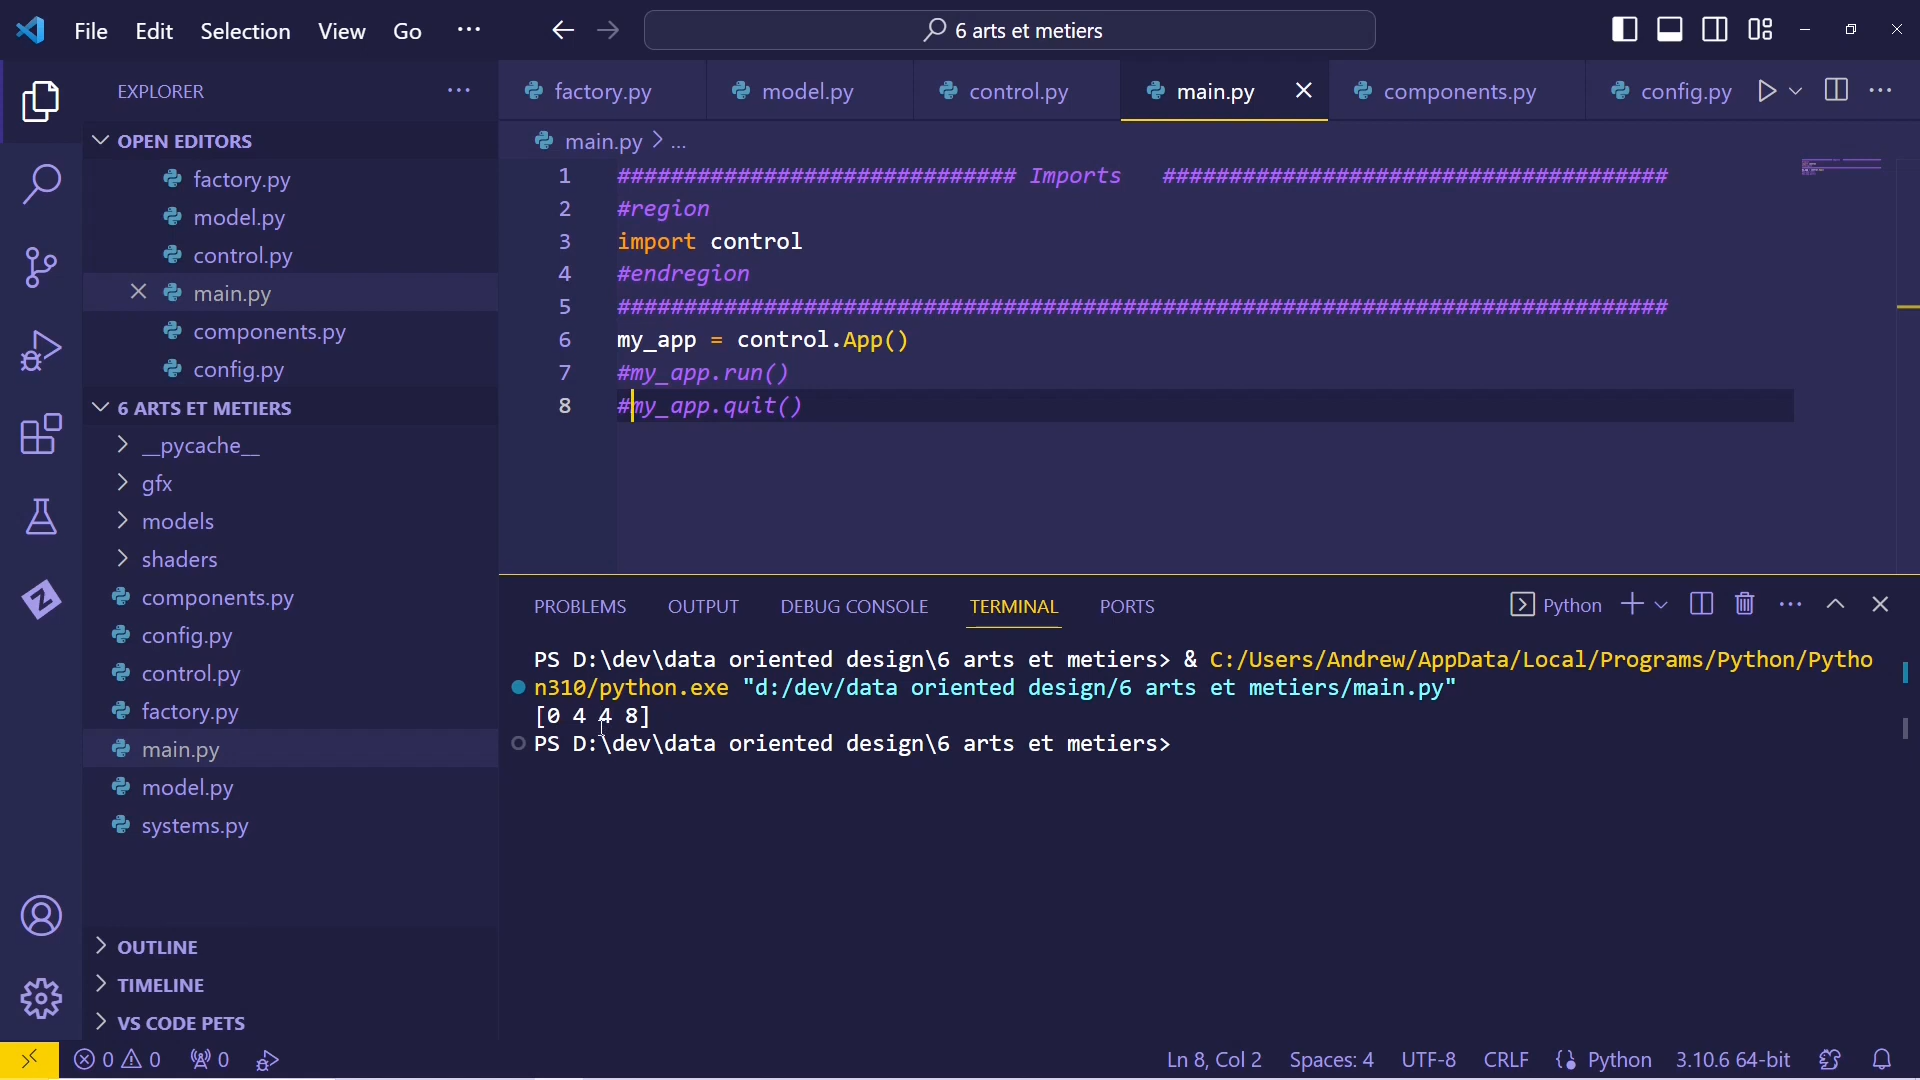 File Edit Selection View Go ...
6 arts et metiers
EXPLORER ...
OPEN EDITORS
factory.py
model.py
control.py
main.py
components.py
config.py
6 ARTS ET METIERS
__pycache__
gfx
models
shaders
components.py
config.py
control.py
factory.py
main.py
model.py
systems.py
OUTLINE
TIMELINE
VS CODE PETS
factory.py model.py control.py main.py components.py config.py ...
main.py > ...
1 ############################## Imports ######################################
2 #region
3 import control
4 #endregion
5 ###############################################################################
6 my_app = control.App()
7 #my_app.run()
8 #my_app.quit()
PROBLEMS OUTPUT DEBUG CONSOLE TERMINAL PORTS Python ...
PS D:\dev\data oriented design\6 arts et metiers> & C:/Users/Andrew/AppData/Local/Programs/Python/Pytho
n310/python.exe "d:/dev/data oriented design/6 arts et metiers/main.py"
[0 4 4 8]
PS D:\dev\data oriented design\6 arts et metiers>
0 0 0 Ln 8, Col 2 Spaces: 4 UTF-8 CRLF Python 3.10.6 64-bit